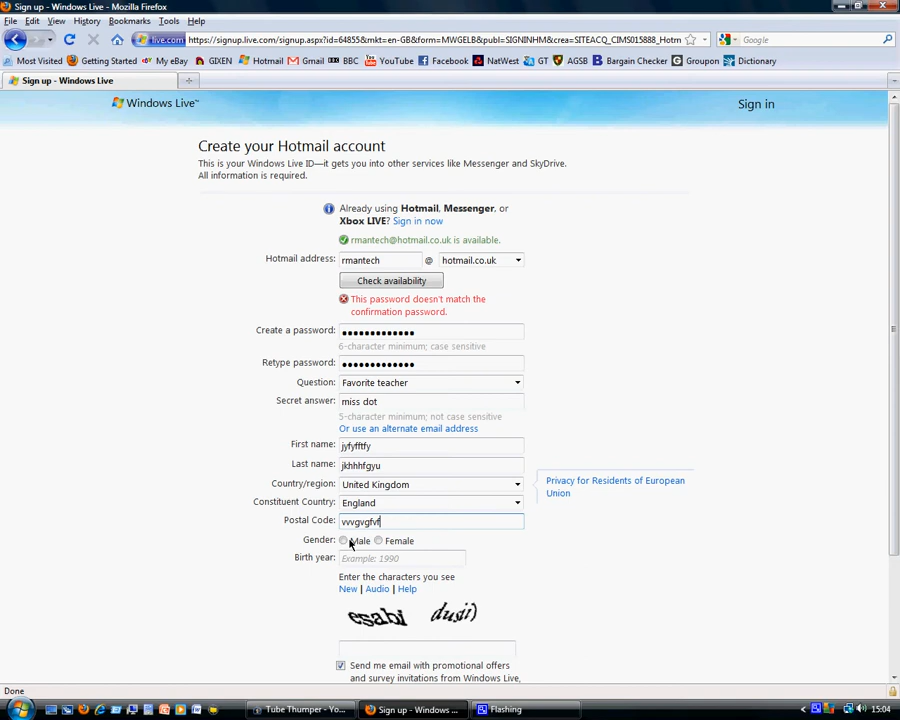 Sign up - Windows Live - Mozilla Firefox
File Edit View History Bookmarks Tools Help
live.com https://signup.live.com/signup.aspx?id=64855&mkt=en-GB&form=MWGELB&publ=SIGNINHM&crea=SITEACQ_CIMS015888_Hotm Google
Most Visited Getting Started My eBay GIXEN Hotmail Gmail BBC YouTube Facebook NatWest GT AGSB Bargain Checker Groupon Dictionary
Sign up - Windows Live
Windows Live™ Sign in
Create your Hotmail account
This is your Windows Live ID—it gets you into other services like Messenger and SkyDrive.
All information is required.
Already using Hotmail, Messenger, or
Xbox LIVE? Sign in now
rmantech@hotmail.co.uk is available.
Hotmail address: rmantech @ hotmail.co.uk
Check availability
This password doesn't match the
confirmation password.
Create a password: •••••••••••••
6-character minimum; case sensitive
Retype password: •••••••••••••
Question: Favorite teacher
Secret answer: miss dot
5-character minimum; not case sensitive
Or use an alternate email address
First name: jyfyfftfy
Last name: jkhhhfgyu
Country/region: United Kingdom
Privacy for Residents of European
Union
Constituent Country: England
Postal Code: vvvgvgfvf
Gender: Male Female
Birth year: Example: 1990
Enter the characters you see
New | Audio | Help
Send me email with promotional offers
and survey invitations from Windows Live,
Done
Tube Thumper - Yo... Sign up - Windows ... Flashing 15:04